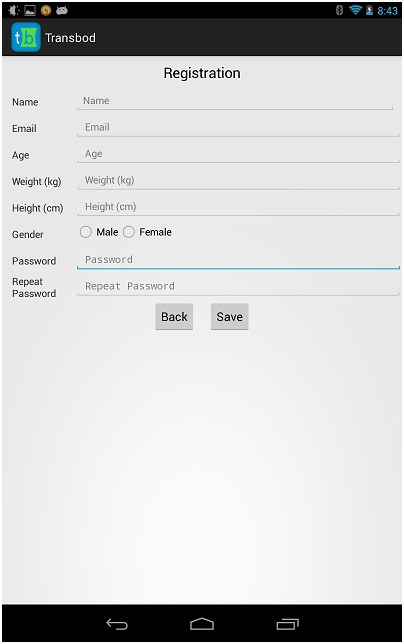 8:43
tb Transbod
Registration
Name Name
Email Email
Age Age
Weight (kg) Weight (kg)
Height (cm) Height (cm)
Gender Male Female
Password Password
Repeat
Password Repeat Password
Back Save